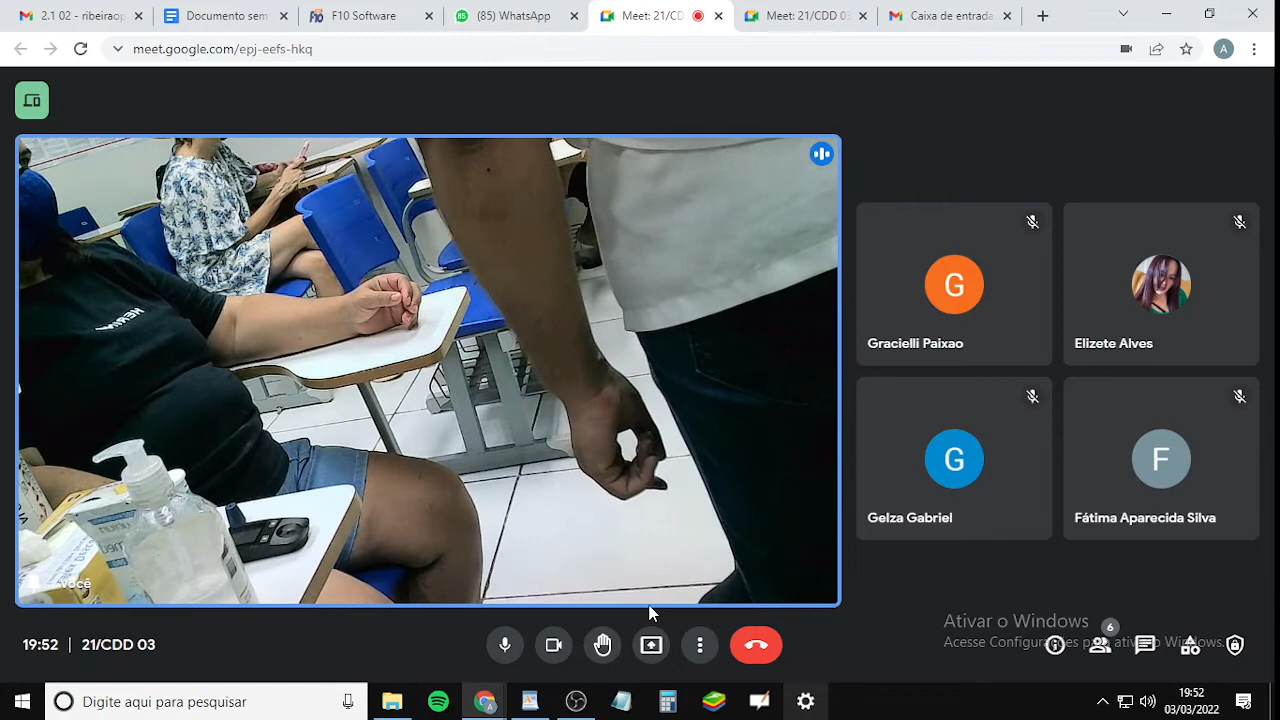 2.1 02 - ribeiraop
Documento sem
F10 Software
(85) WhatsApp
Meet: 21/CD
Meet: 21/CDD 03
Caixa de entrada
meet.google.com/epj-eefs-hkq
A
G
Gracielli Paixao
Elizete Alves
G
Gelza Gabriel
F
Fátima Aparecida Silva
você
19:52 | 21/CDD 03
Ativar o Windows
Acesse Configurações para ativar o Windows.
6
Digite aqui para pesquisar
19:52
03/03/2022